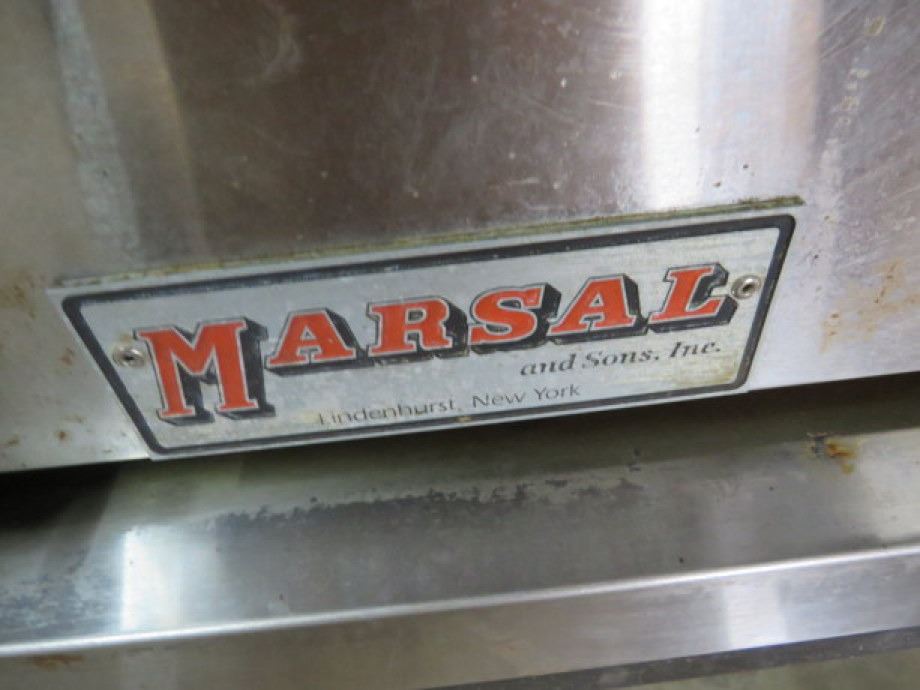 MARSAL
and Sons, Inc.
Lindenhurst, New York